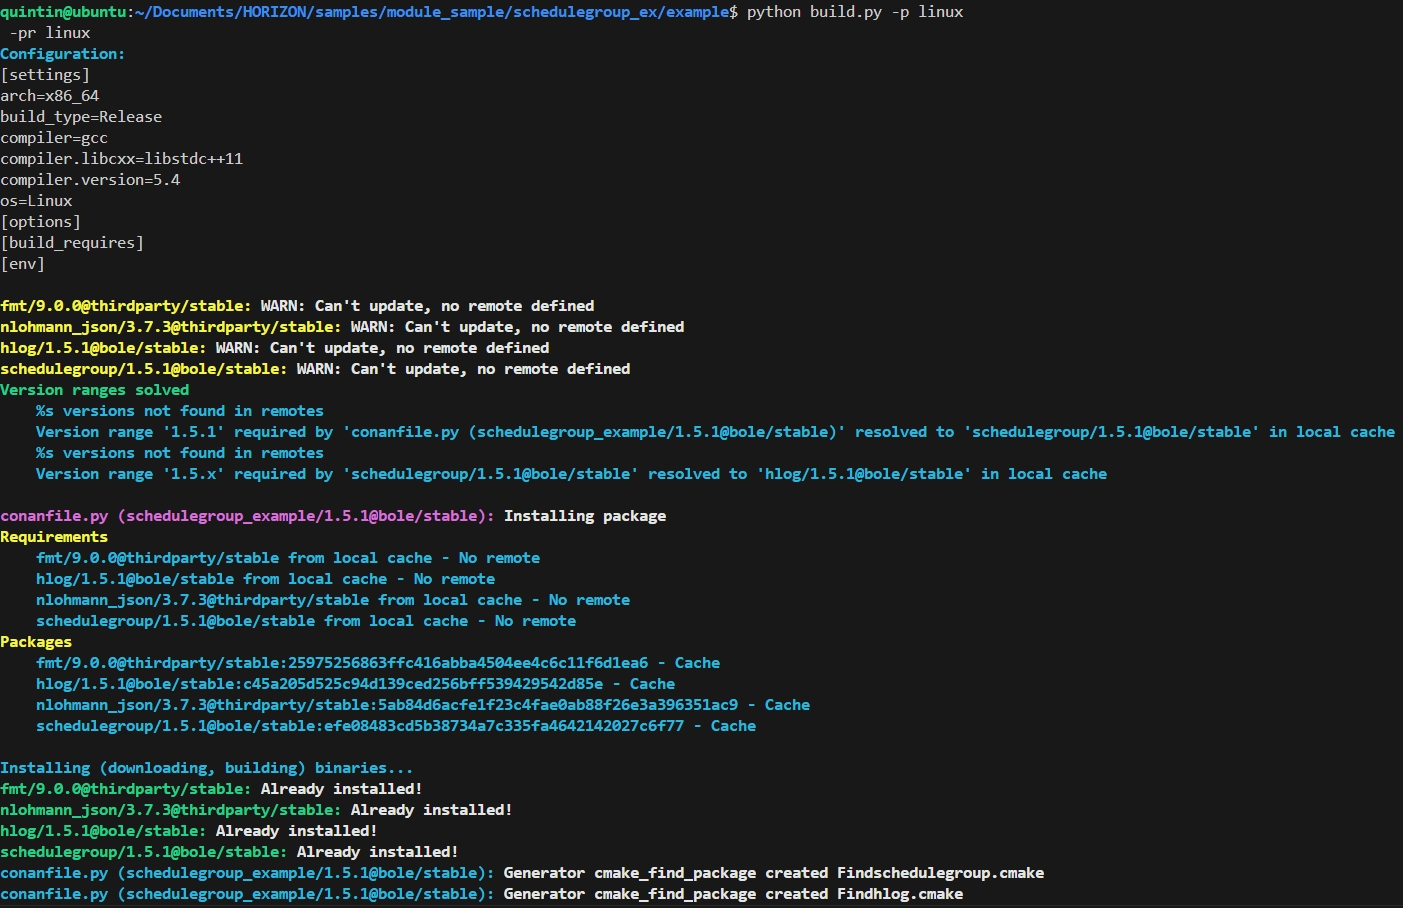 quintin@ubuntu:~/Documents/HORIZON/samples/module_sample/schedulegroup_ex/example$ python build.py -p linux
 -pr linux
Configuration:
[settings]
arch=x86_64
build_type=Release
compiler=gcc
compiler.libcxx=libstdc++11
compiler.version=5.4
os=Linux
[options]
[build_requires]
[env]

fmt/9.0.0@thirdparty/stable: WARN: Can't update, no remote defined
nlohmann_json/3.7.3@thirdparty/stable: WARN: Can't update, no remote defined
hlog/1.5.1@bole/stable: WARN: Can't update, no remote defined
schedulegroup/1.5.1@bole/stable: WARN: Can't update, no remote defined
Version ranges solved
    %s versions not found in remotes
    Version range '1.5.1' required by 'conanfile.py (schedulegroup_example/1.5.1@bole/stable)' resolved to 'schedulegroup/1.5.1@bole/stable' in local cache
    %s versions not found in remotes
    Version range '1.5.x' required by 'schedulegroup/1.5.1@bole/stable' resolved to 'hlog/1.5.1@bole/stable' in local cache

conanfile.py (schedulegroup_example/1.5.1@bole/stable): Installing package
Requirements
    fmt/9.0.0@thirdparty/stable from local cache - No remote
    hlog/1.5.1@bole/stable from local cache - No remote
    nlohmann_json/3.7.3@thirdparty/stable from local cache - No remote
    schedulegroup/1.5.1@bole/stable from local cache - No remote
Packages
    fmt/9.0.0@thirdparty/stable:25975256863ffc416abba4504ee4c6c11f6d1ea6 - Cache
    hlog/1.5.1@bole/stable:c45a205d525c94d139ced256bff539429542d85e - Cache
    nlohmann_json/3.7.3@thirdparty/stable:5ab84d6acfe1f23c4fae0ab88f26e3a396351ac9 - Cache
    schedulegroup/1.5.1@bole/stable:efe08483cd5b38734a7c335fa4642142027c6f77 - Cache

Installing (downloading, building) binaries...
fmt/9.0.0@thirdparty/stable: Already installed!
nlohmann_json/3.7.3@thirdparty/stable: Already installed!
hlog/1.5.1@bole/stable: Already installed!
schedulegroup/1.5.1@bole/stable: Already installed!
conanfile.py (schedulegroup_example/1.5.1@bole/stable): Generator cmake_find_package created Findschedulegroup.cmake
conanfile.py (schedulegroup_example/1.5.1@bole/stable): Generator cmake_find_package created Findhlog.cmake